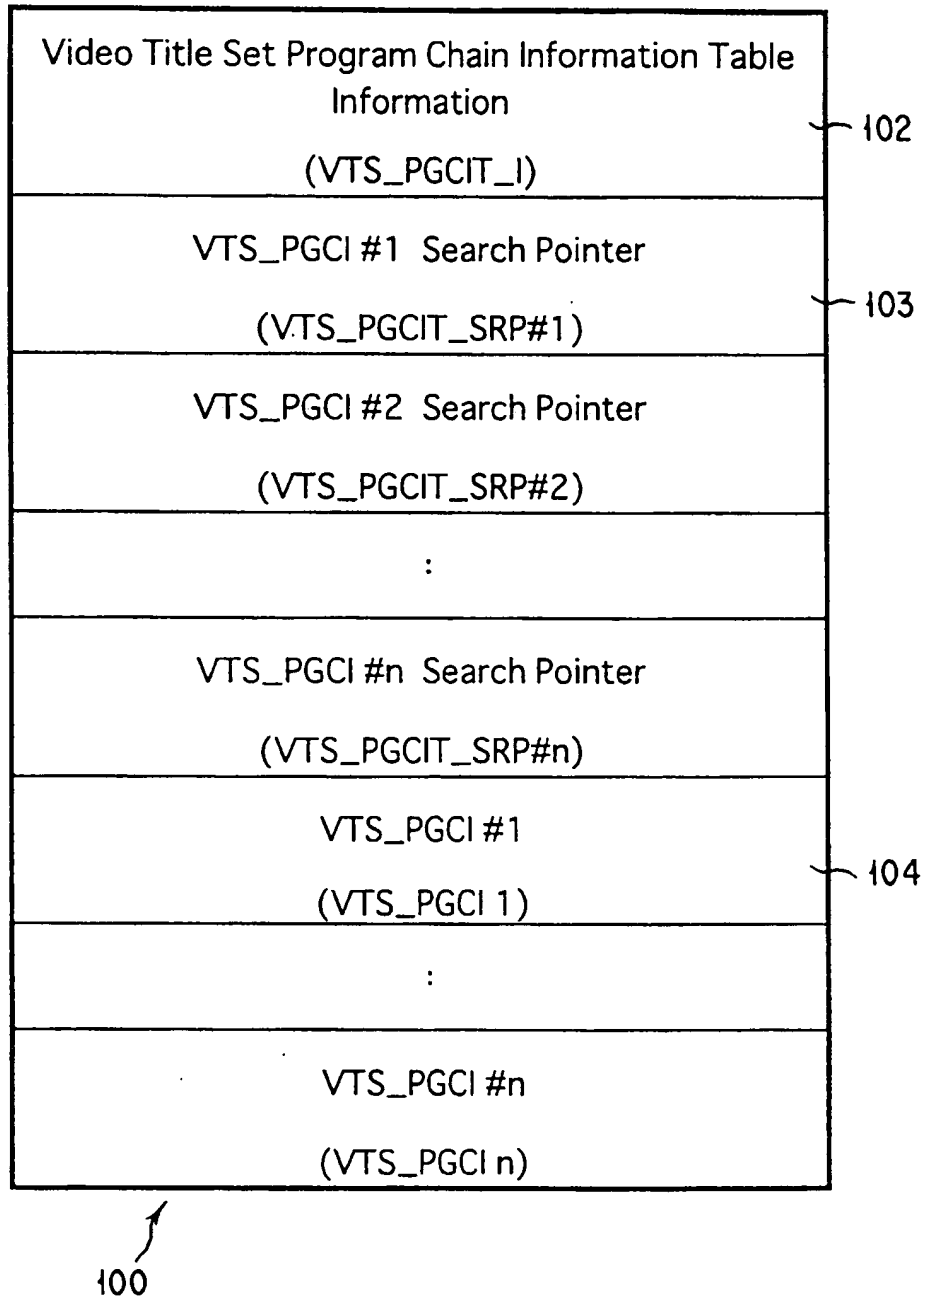 Video Title Set Program Chain Information Table
Information
(VTS_PGCIT_I)
102
VTS_PGCI #1 Search Pointer
(VTS_PGCIT_SRP#1)
103
VTS_PGCI #2 Search Pointer
(VTS_PGCIT_SRP#2)
:
VTS_PGCI #n Search Pointer
(VTS_PGCIT_SRP#n)
VTS_PGCI #1
(VTS_PGCI 1)
104
:
VTS_PGCI #n
(VTS_PGCI n)
100